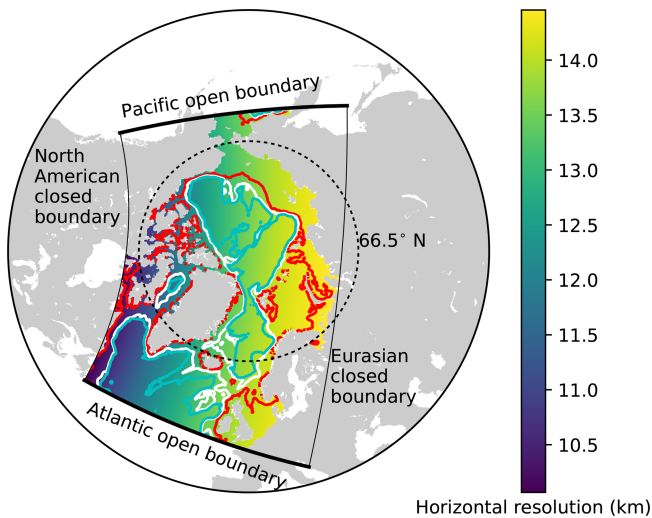 Pacific open boundary
North
American
closed
boundary
66.5° N
Eurasian
closed
boundary
Atlantic open boundary
14.0
13.5
13.0
12.5
12.0
11.5
11.0
10.5
Horizontal resolution (km)